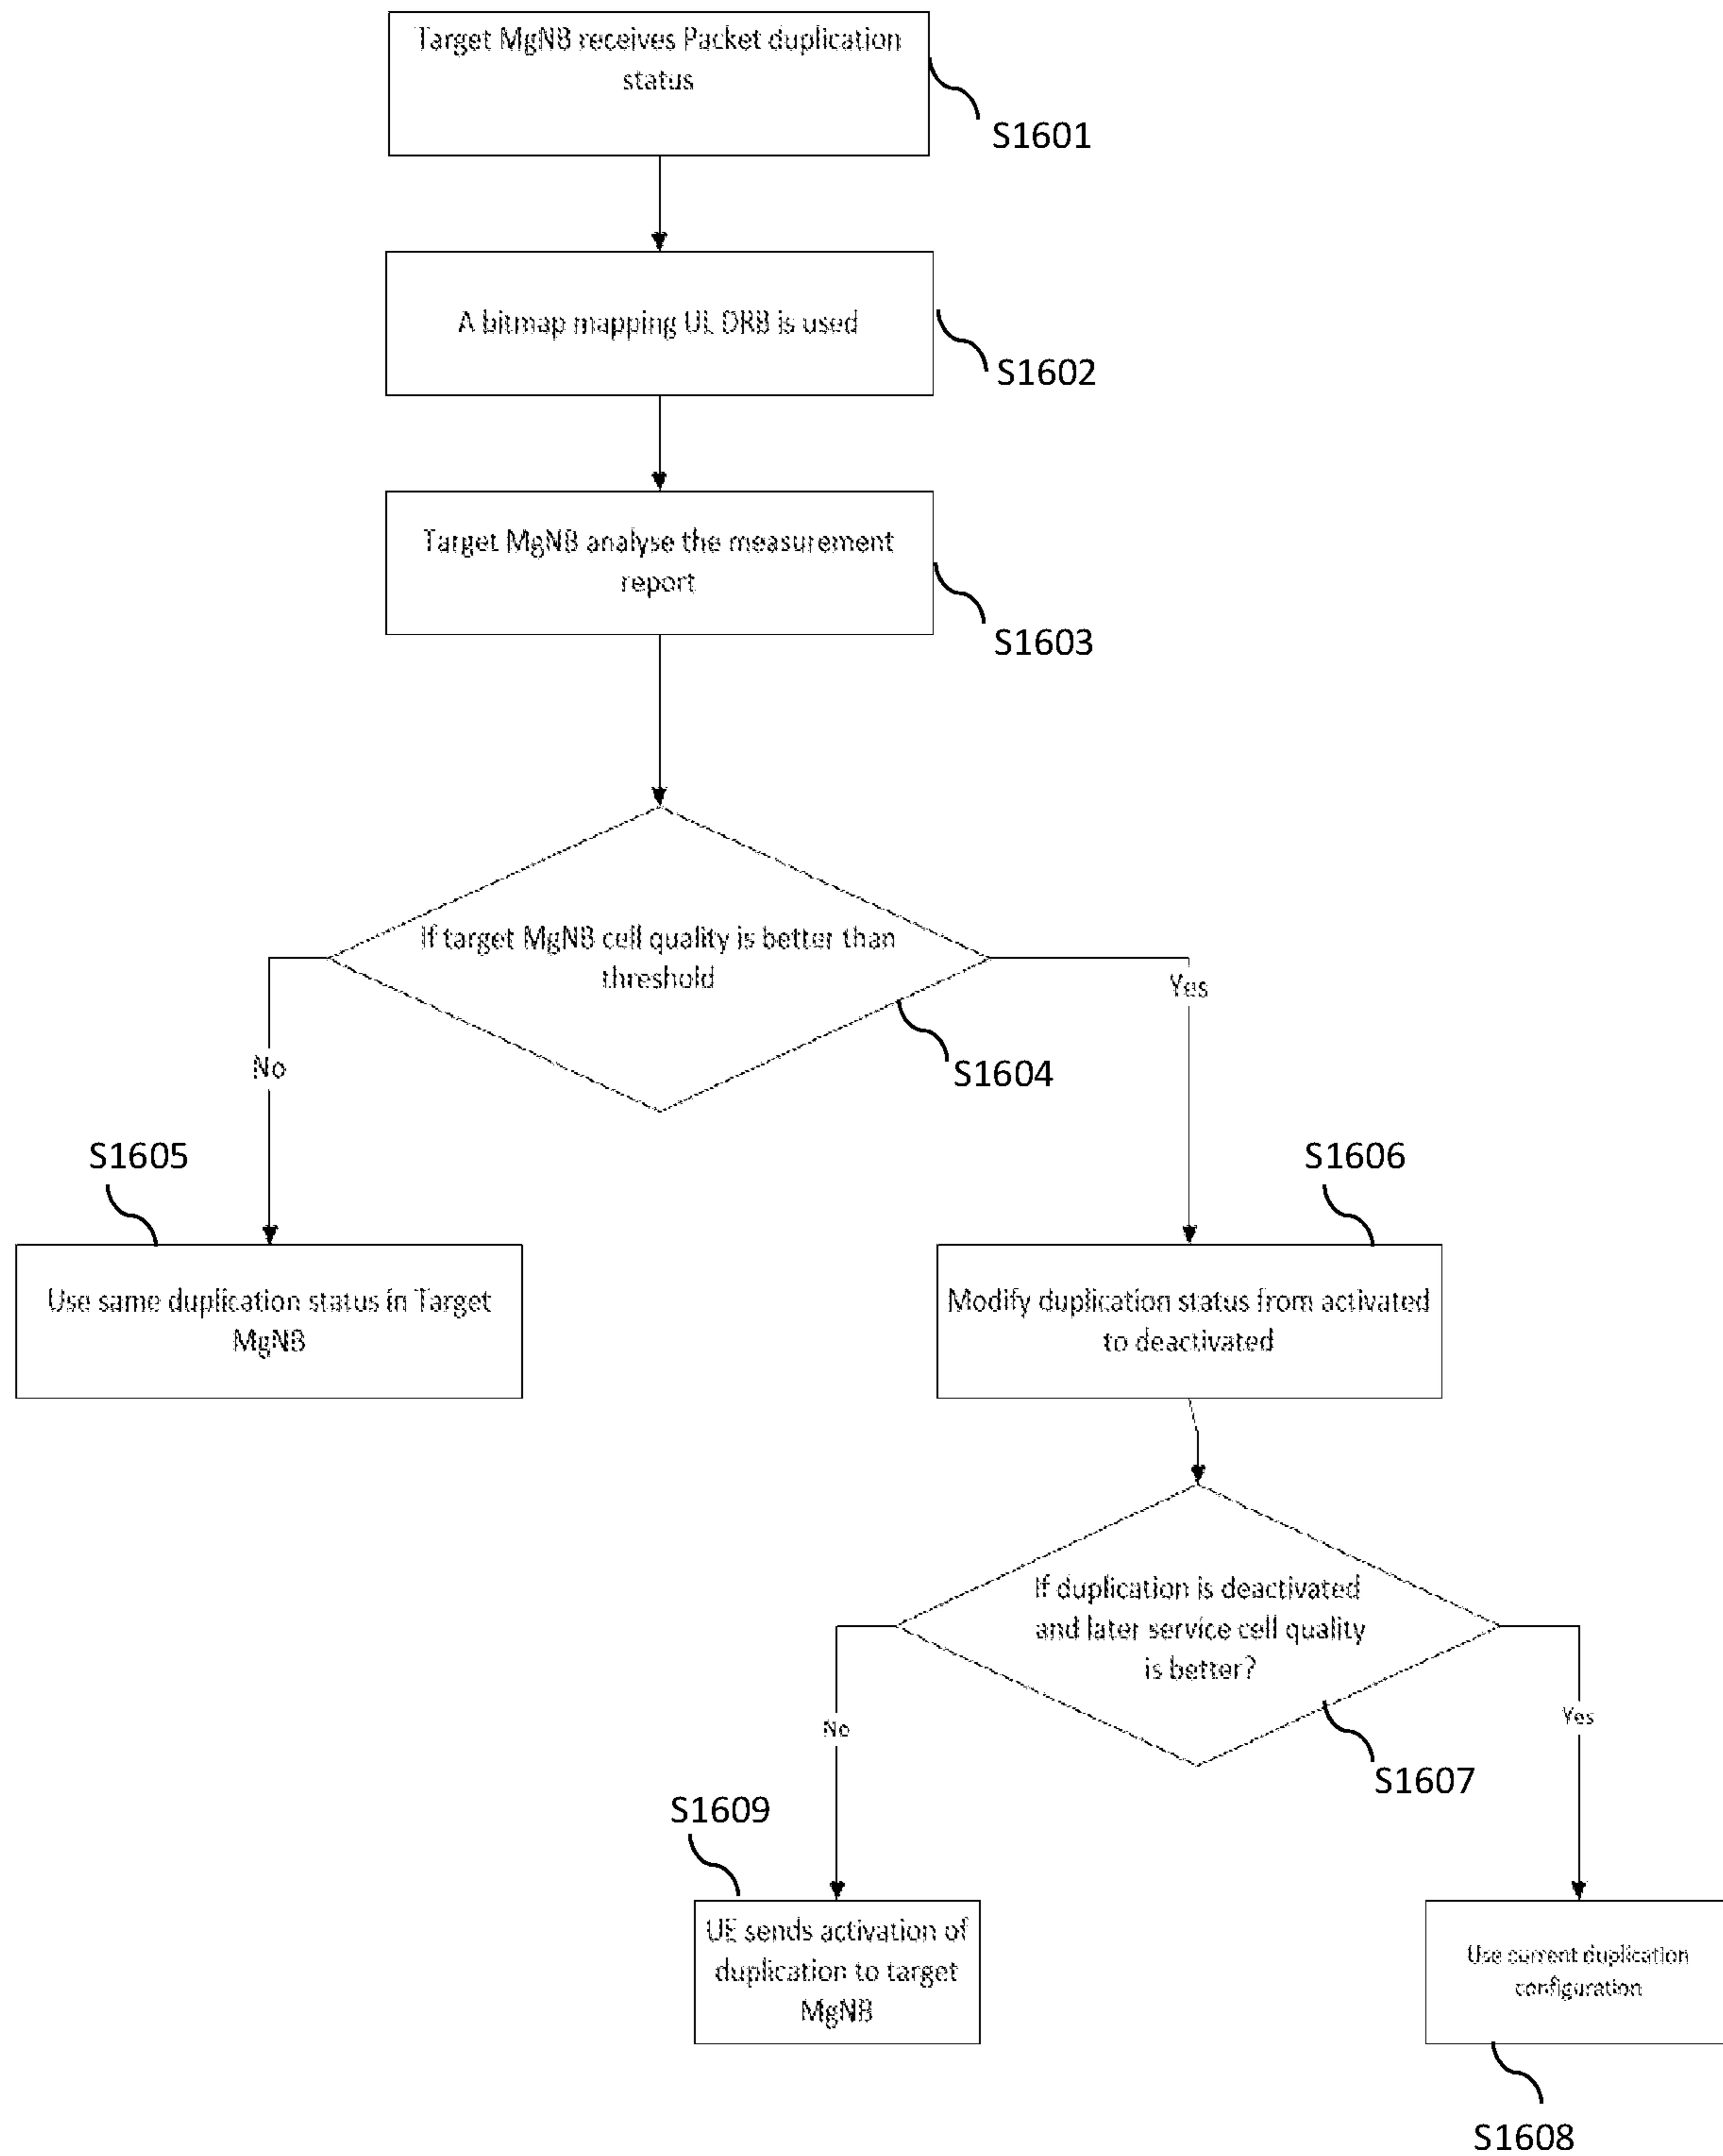 Target MgNB receives Packet duplication
status
S1601
A bitmap mapping UL DRB is used
S1602
Target MgNB analyse the measurement
report
S1603
If target MgNB cell quality is better than
threshold
Yes
S1604
No
S1605
S1606
Use same duplication status in Target
MgNB
Modify duplication status from activated
to deactivated
If duplication is deactivated
and later service cell quality
is better?
No
Yes
S1607
S1609
UE sends activation of
duplication to target
MgNB
Use current duplication
configuration
S1608